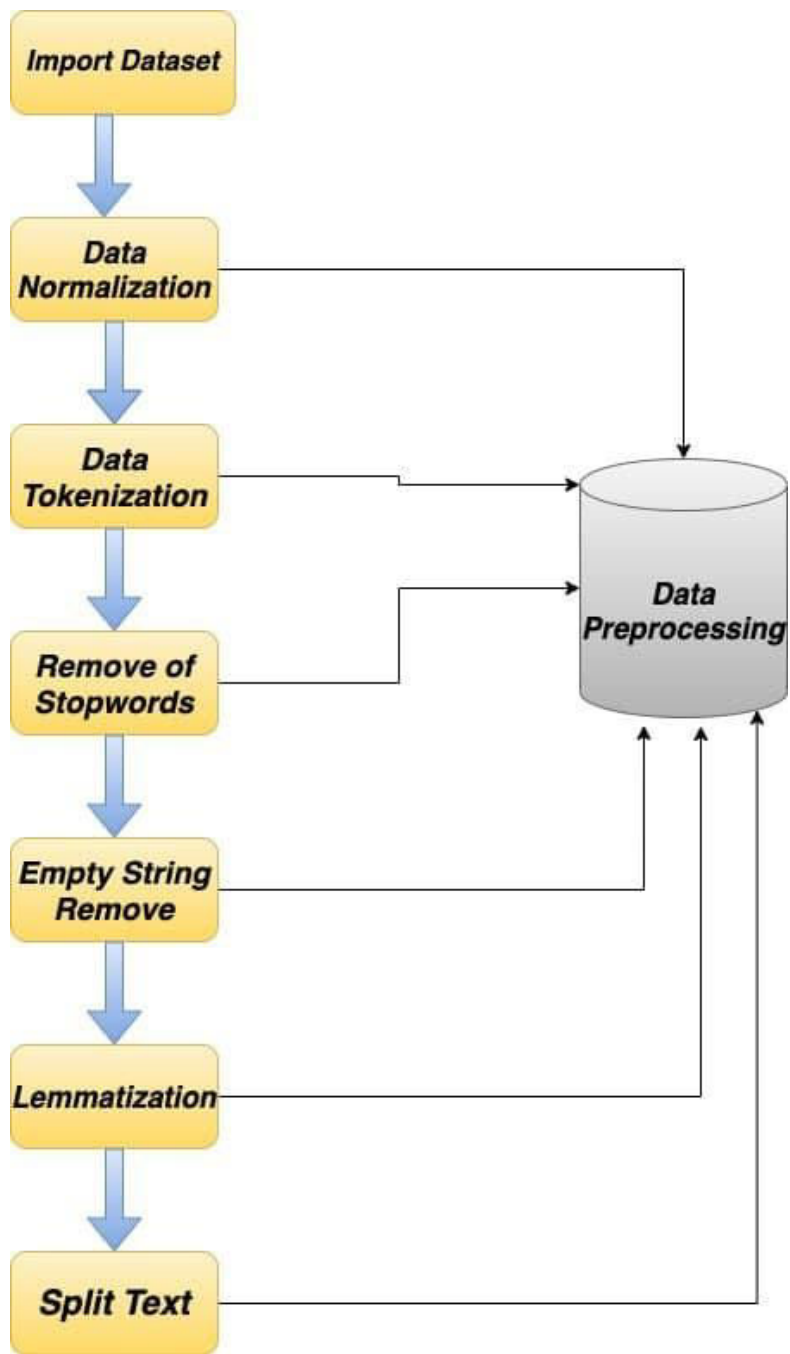 Import Dataset
Data
Normalization
Data
Tokenization
Remove of
Stopwords
Data
Preprocessing
Empty String
Remove
Lemmatization
Split Text